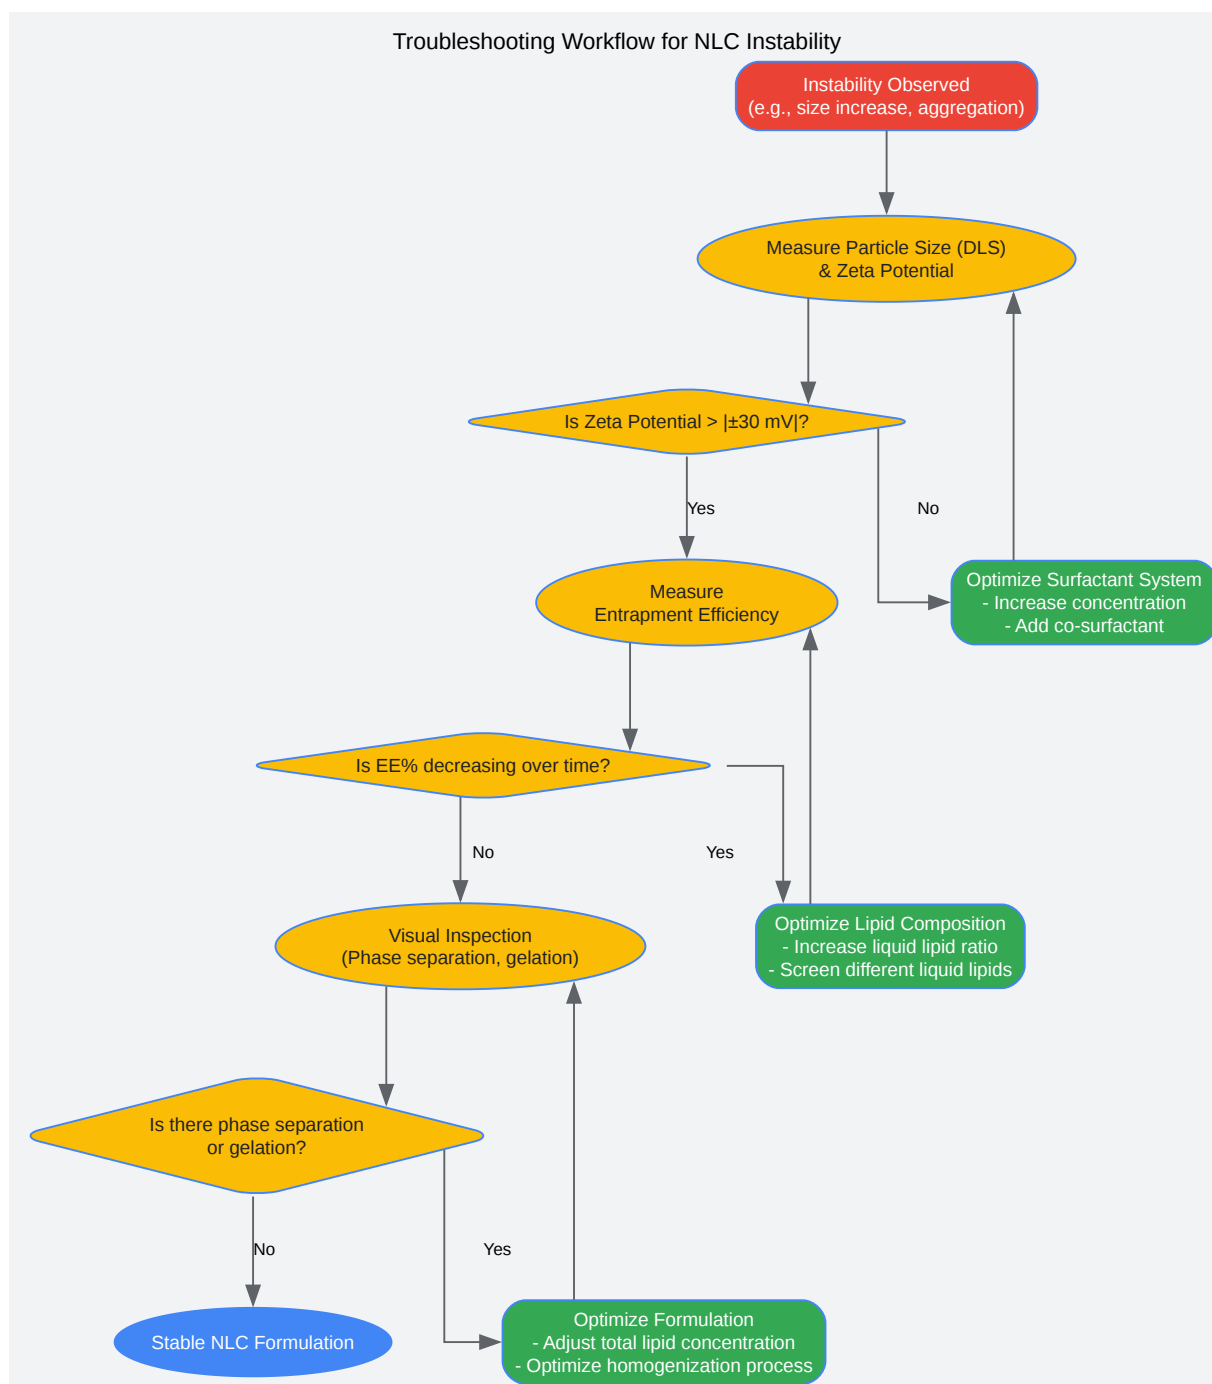 Troubleshooting Workflow for NLC Instability
Instability Observed
(e.g., size increase, aggregation)
Measure Particle Size (DLS)
& Zeta Potential
Is Zeta Potential > |±30 mV|?
Yes
No
Optimize Surfactant System
- Increase concentration
- Add co-surfactant
Measure
Entrapment Efficiency
Is EE% decreasing over time?
No
Yes
Optimize Lipid Composition
- Increase liquid lipid ratio
- Screen different liquid lipids
Visual Inspection
(Phase separation, gelation)
Is there phase separation
or gelation?
No
Yes
Optimize Formulation
- Adjust total lipid concentration
- Optimize homogenization process
Stable NLC Formulation